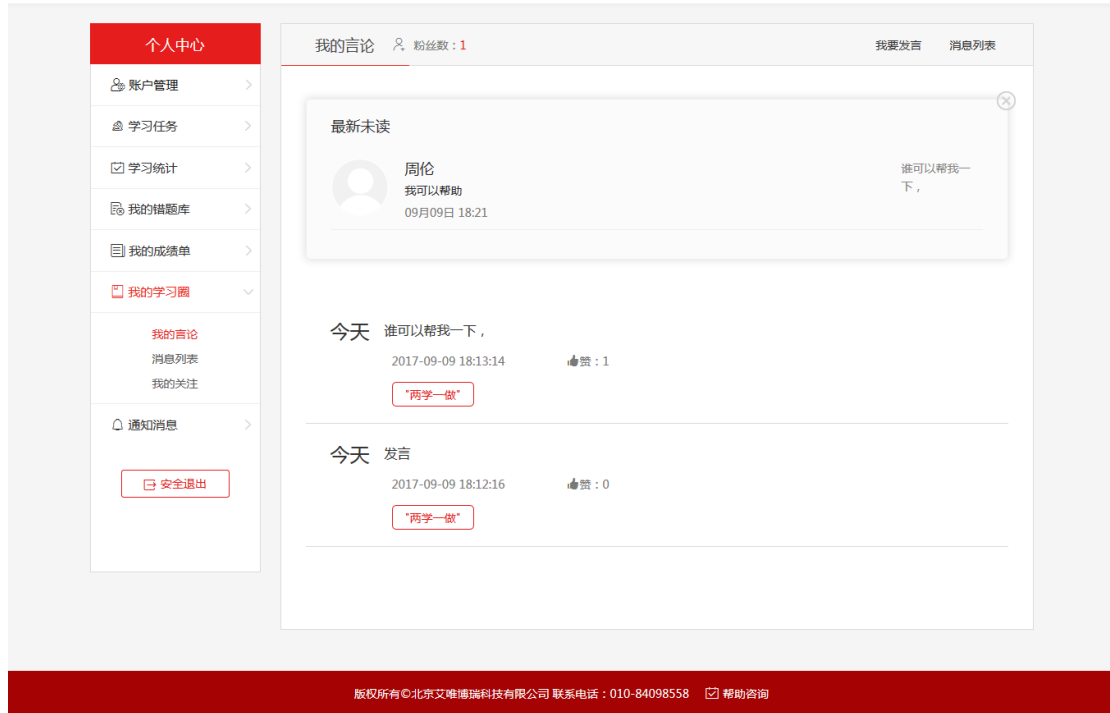 个人中心
账户管理
学习任务
学习统计
我的错题库
我的成绩单
我的学习圈
我的言论
消息列表
我的关注
通知消息
安全退出
我的言论 粉丝数：1 我要发言 消息列表
最新未读
周伦
我可以帮助
09月09日 18:21
谁可以帮我一
下，
今天 谁可以帮我一下，
2017-09-09 18:13:14 赞：1
"两学一做"
今天 发言
2017-09-09 18:12:16 赞：0
"两学一做"
版权所有©北京艾唯博瑞科技有限公司 联系电话：010-84098558 帮助咨询